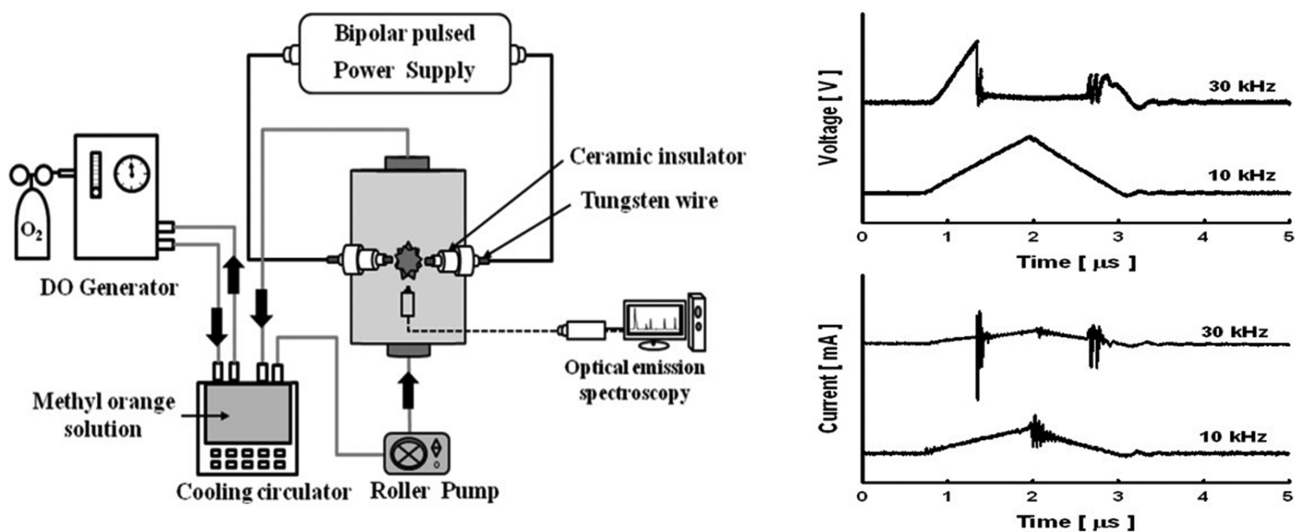 Bipolar pulsed
Power Supply
Ceramic insulator
Tungsten wire
O2
DO Generator
Optical emission
spectroscopy
Methyl orange
solution
Cooling circulator
Roller Pump
Voltage [ V ]
30 kHz
10 kHz
0 1 2 3 4 5
Time [ μs ]
Current [ mA ]
30 kHz
10 kHz
0 1 2 3 4 5
Time [ μs ]